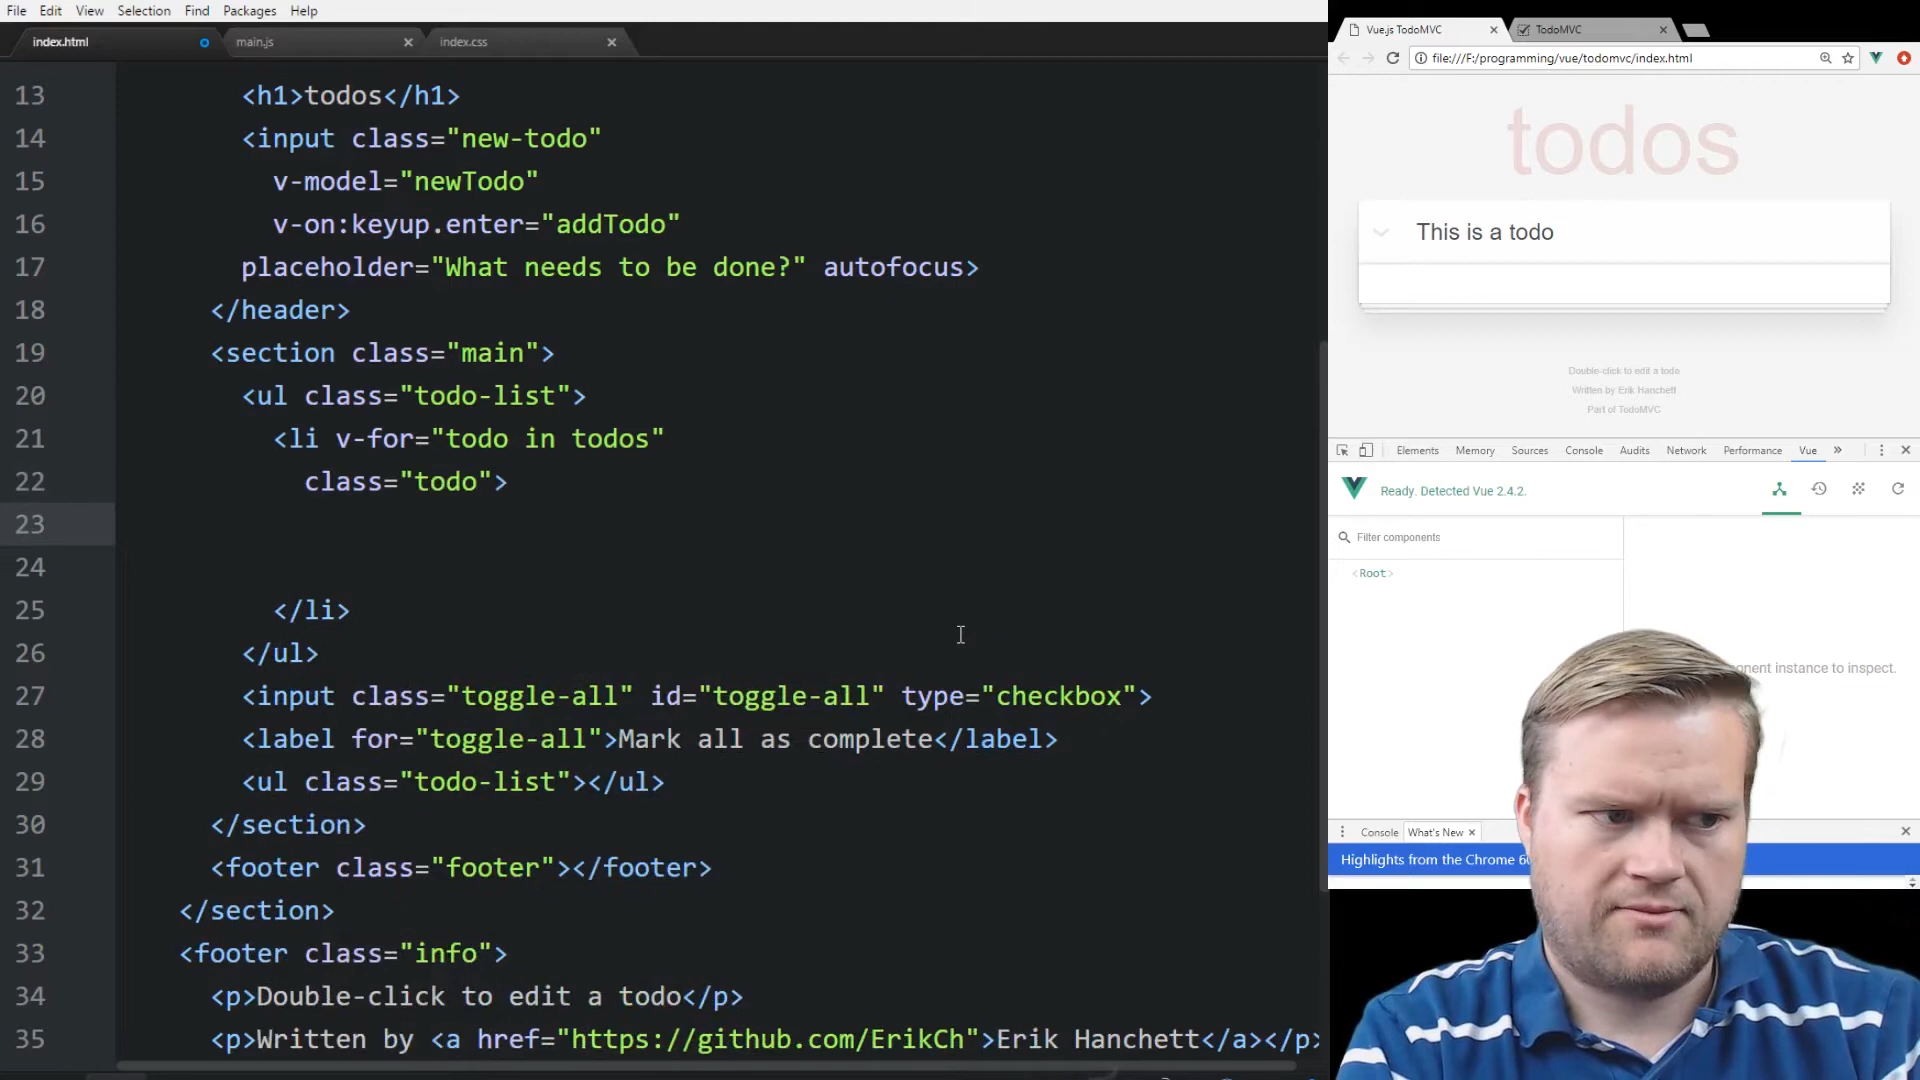 File Edit View Selection Find Packages Help
index.html main.js index.css
13 <h1>todos</h1>
14 <input class="new-todo"
15 v-model="newTodo"
16 v-on:keyup.enter="addTodo"
17 placeholder="What needs to be done?" autofocus>
18 </header>
19 <section class="main">
20 <ul class="todo-list">
21 <li v-for="todo in todos"
22 class="todo">
23
24
25 </li>
26 </ul>
27 <input class="toggle-all" id="toggle-all" type="checkbox">
28 <label for="toggle-all">Mark all as complete</label>
29 <ul class="todo-list"></ul>
30 </section>
31 <footer class="footer"></footer>
32 </section>
33 <footer class="info">
34 <p>Double-click to edit a todo</p>
35 <p>Written by <a href="https://github.com/ErikCh">Erik Hanchett</a></p>
Vue.js TodoMVC TodoMVC
file:///F:/programming/vue/todomvc/index.html
todos
This is a todo
Double-click to edit a todo
Written by Erik Hanchett
Part of TodoMVC
Elements Memory Sources Console Audits Network Performance Vue »
Ready. Detected Vue 2.4.2.
Filter components
<Root>
instance to inspect.
Console What's New
Highlights from the Chrome